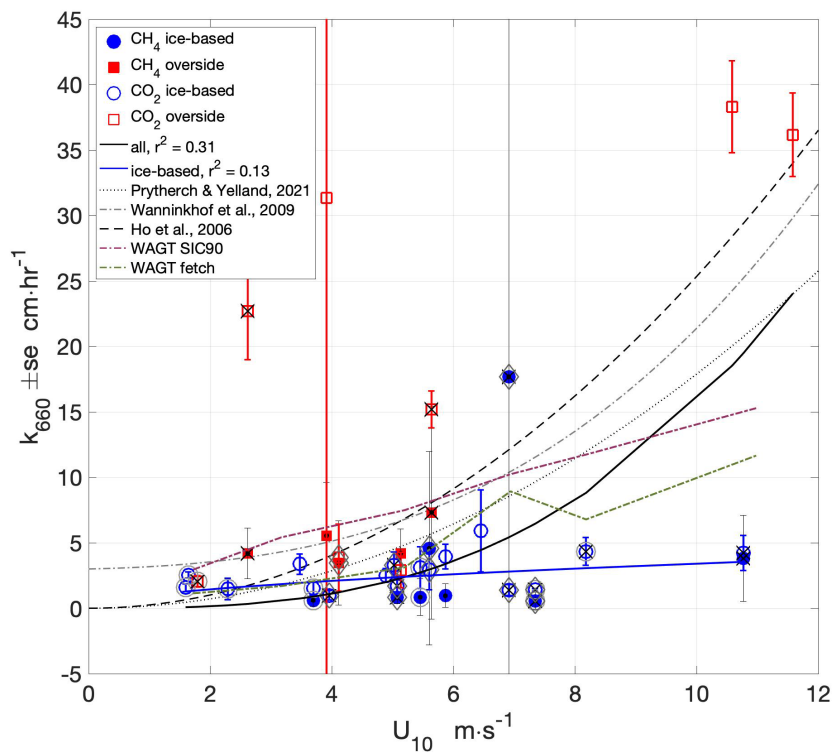 45
40
35
30
25
20
15
10
5
0
-5
k660 ±se cm·hr-1
CH4 ice-based
CH4 overside
CO2 ice-based
CO2 overside
all, r2 = 0.31
ice-based, r2 = 0.13
Prytherch & Yelland, 2021
Wanninkhof et al., 2009
Ho et al., 2006
WAGT SIC90
WAGT fetch
0 2 4 6 8 10 12
U10 m·s-1